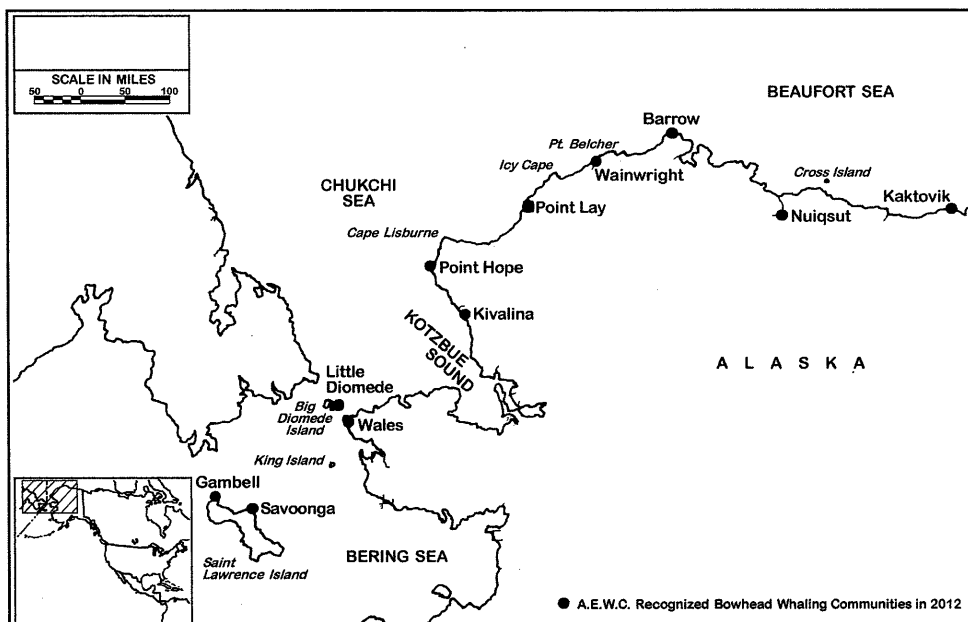 SCALE IN MILES
50 0 50 100
BEAUFORT SEA
Barrow
Pt. Belcher
Icy Cape
Wainwright
Cross Island
Kaktovik
CHUKCHI
SEA
Point Lay
Nuiqsut
Cape Lisburne
Point Hope
Kivalina
KOTZBUE
SOUND
A L A S K A
Little
Diomede
Big
Diomede
Island
Wales
King Island
Gambell
Savoonga
Saint
Lawrence Island
BERING SEA
A.E.W.C. Recognized Bowhead Whaling Communities in 2012